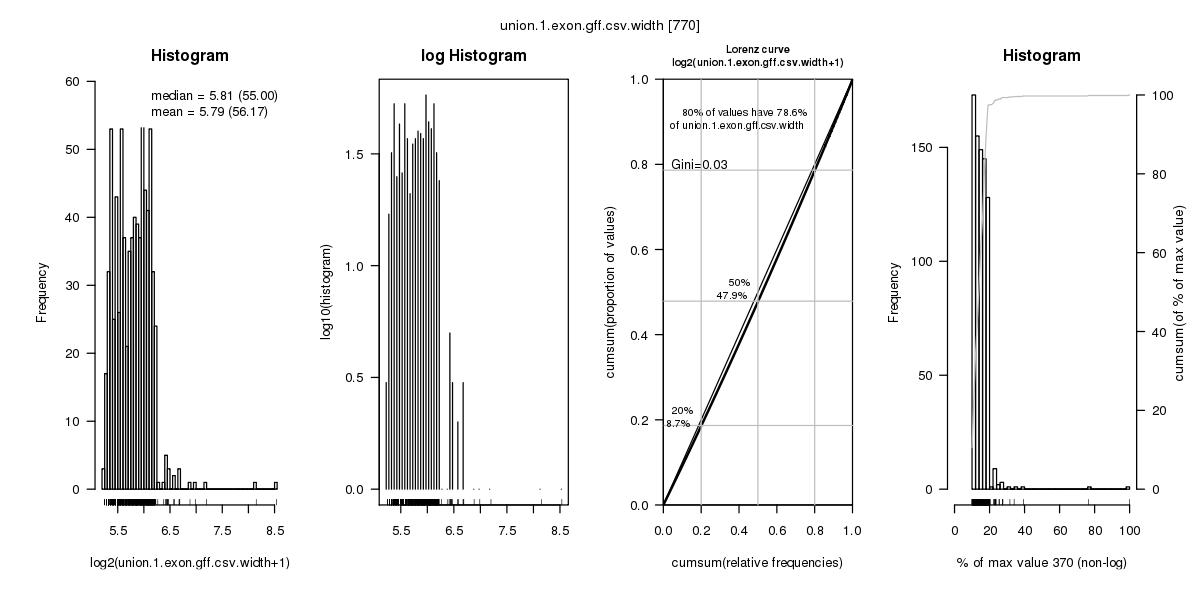 union.1.exon.gff.csv.width [770]
Histogram
median = 5.81 (55.00)
mean = 5.79 (56.17)
Frequency
0
10
20
30
40
50
60
5.5
6.5
7.5
8.5
log2(union.1.exon.gff.csv.width+1)
log Histogram
log10(histogram)
0.0
0.5
1.0
1.5
5.5
6.5
7.5
8.5
Lorenz curve
log2(union.1.exon.gff.csv.width+1)
80% of values have 78.6%
of union.1.exon.gff.csv.width
Gini=0.03
50%
47.9%
20%
8.7%
cumsum(proportion of values)
0.0
0.2
0.4
0.6
0.8
1.0
0.0
0.2
0.4
0.6
0.8
1.0
cumsum(relative frequencies)
Histogram
Frequency
0
50
100
150
0
20
40
60
80
100
cumsum(of % of max value)
0
20
40
60
80
100
% of max value 370 (non-log)